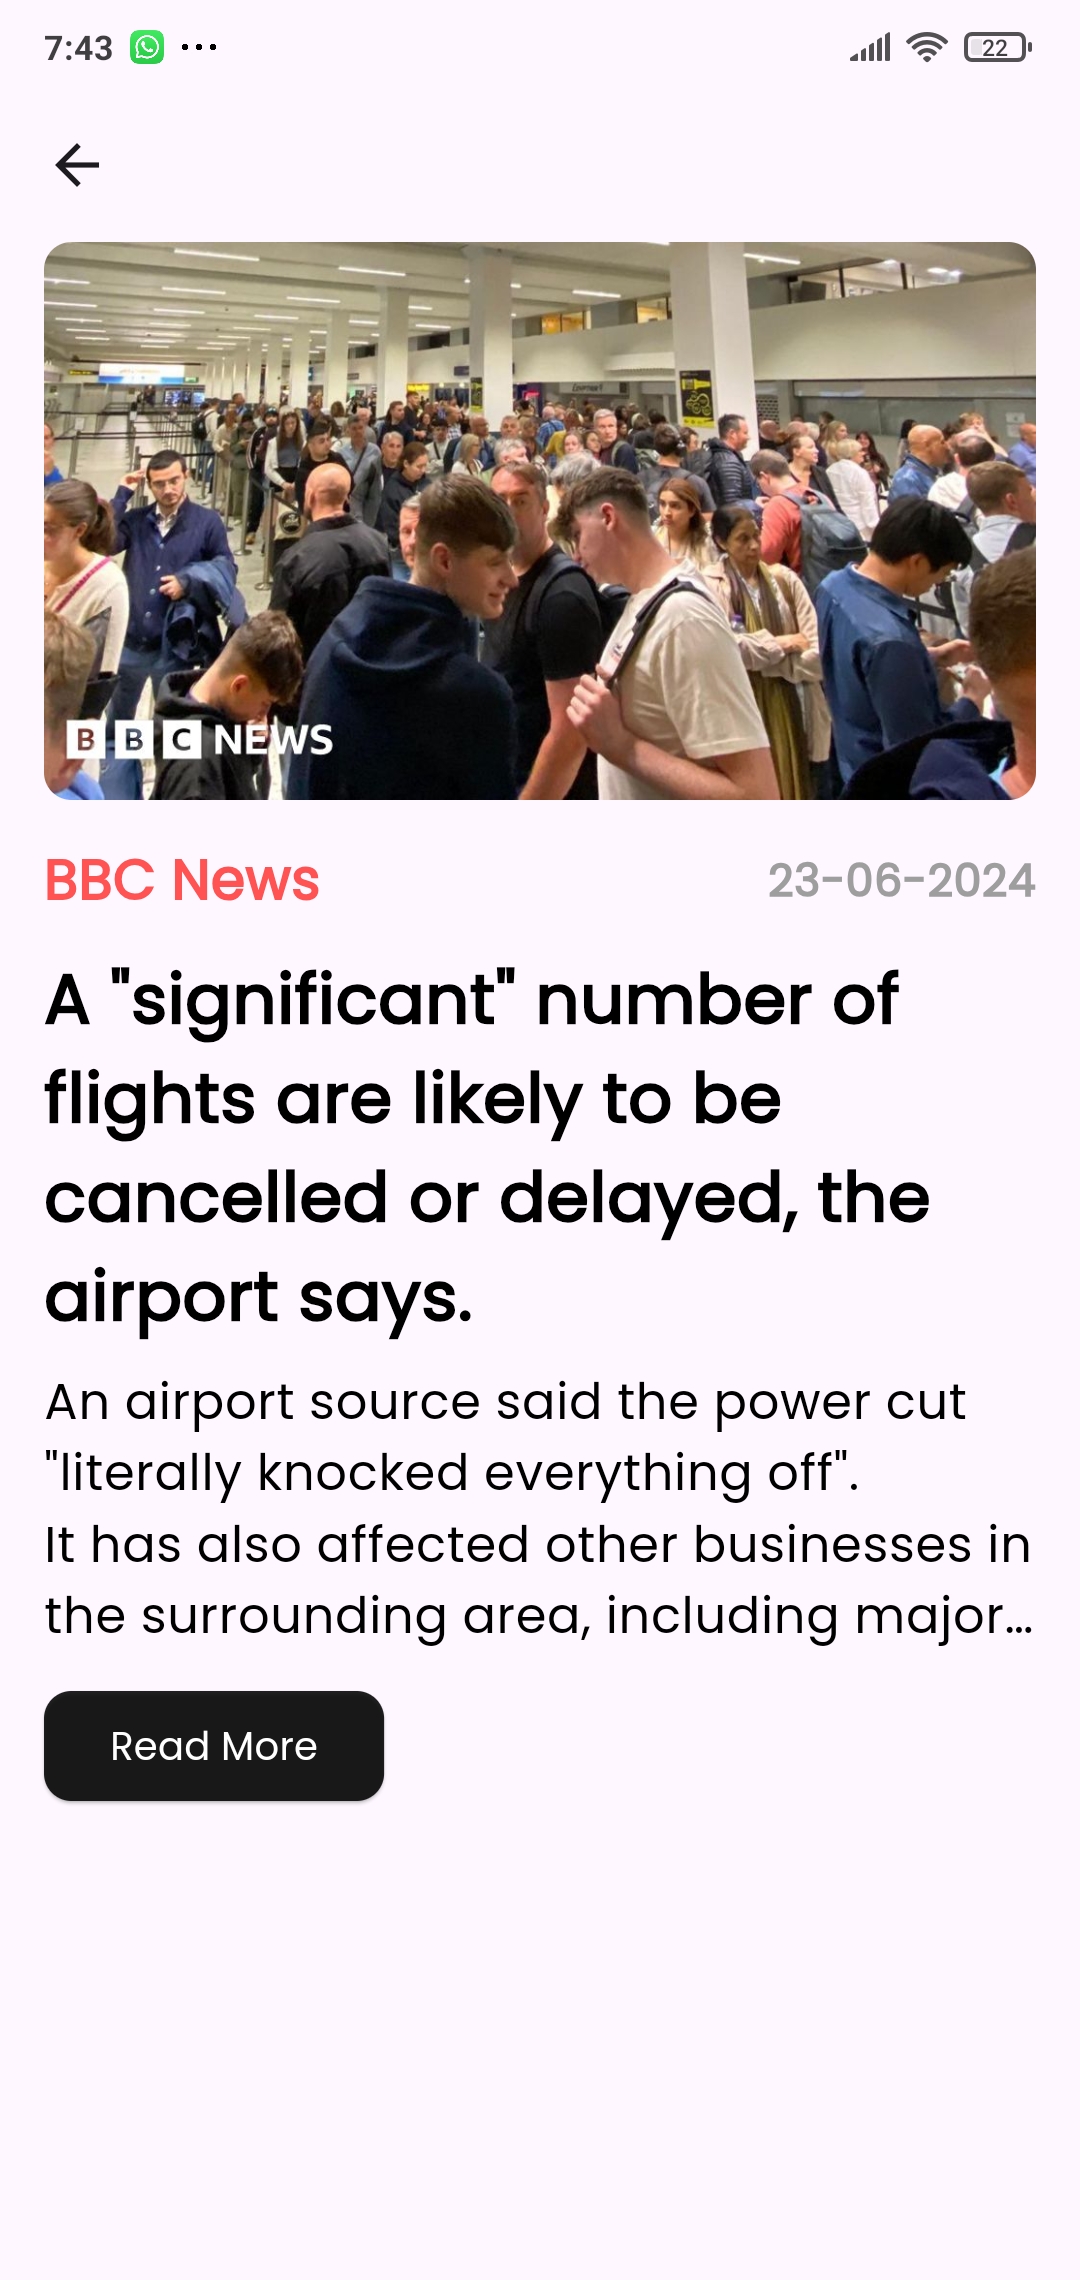 7:43
22
BBC NEWS
BBC News
23-06-2024
A "significant" number of
flights are likely to be
cancelled or delayed, the
airport says.
An airport source said the power cut
"literally knocked everything off".
It has also affected other businesses in
the surrounding area, including major...
Read More